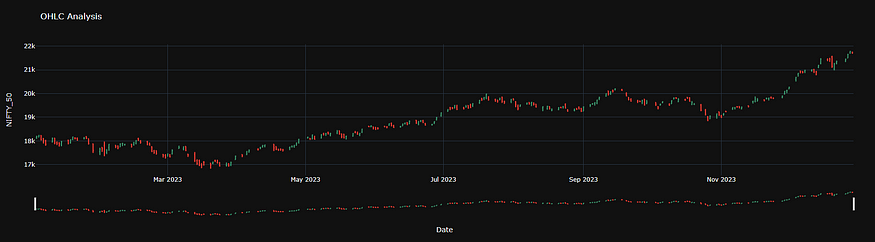 OHLC Analysis
22k
21k
20k
19k
18k
17k
NIFTY_50
Mar 2023
May 2023
Jul 2023
Sep 2023
Nov 2023
Date